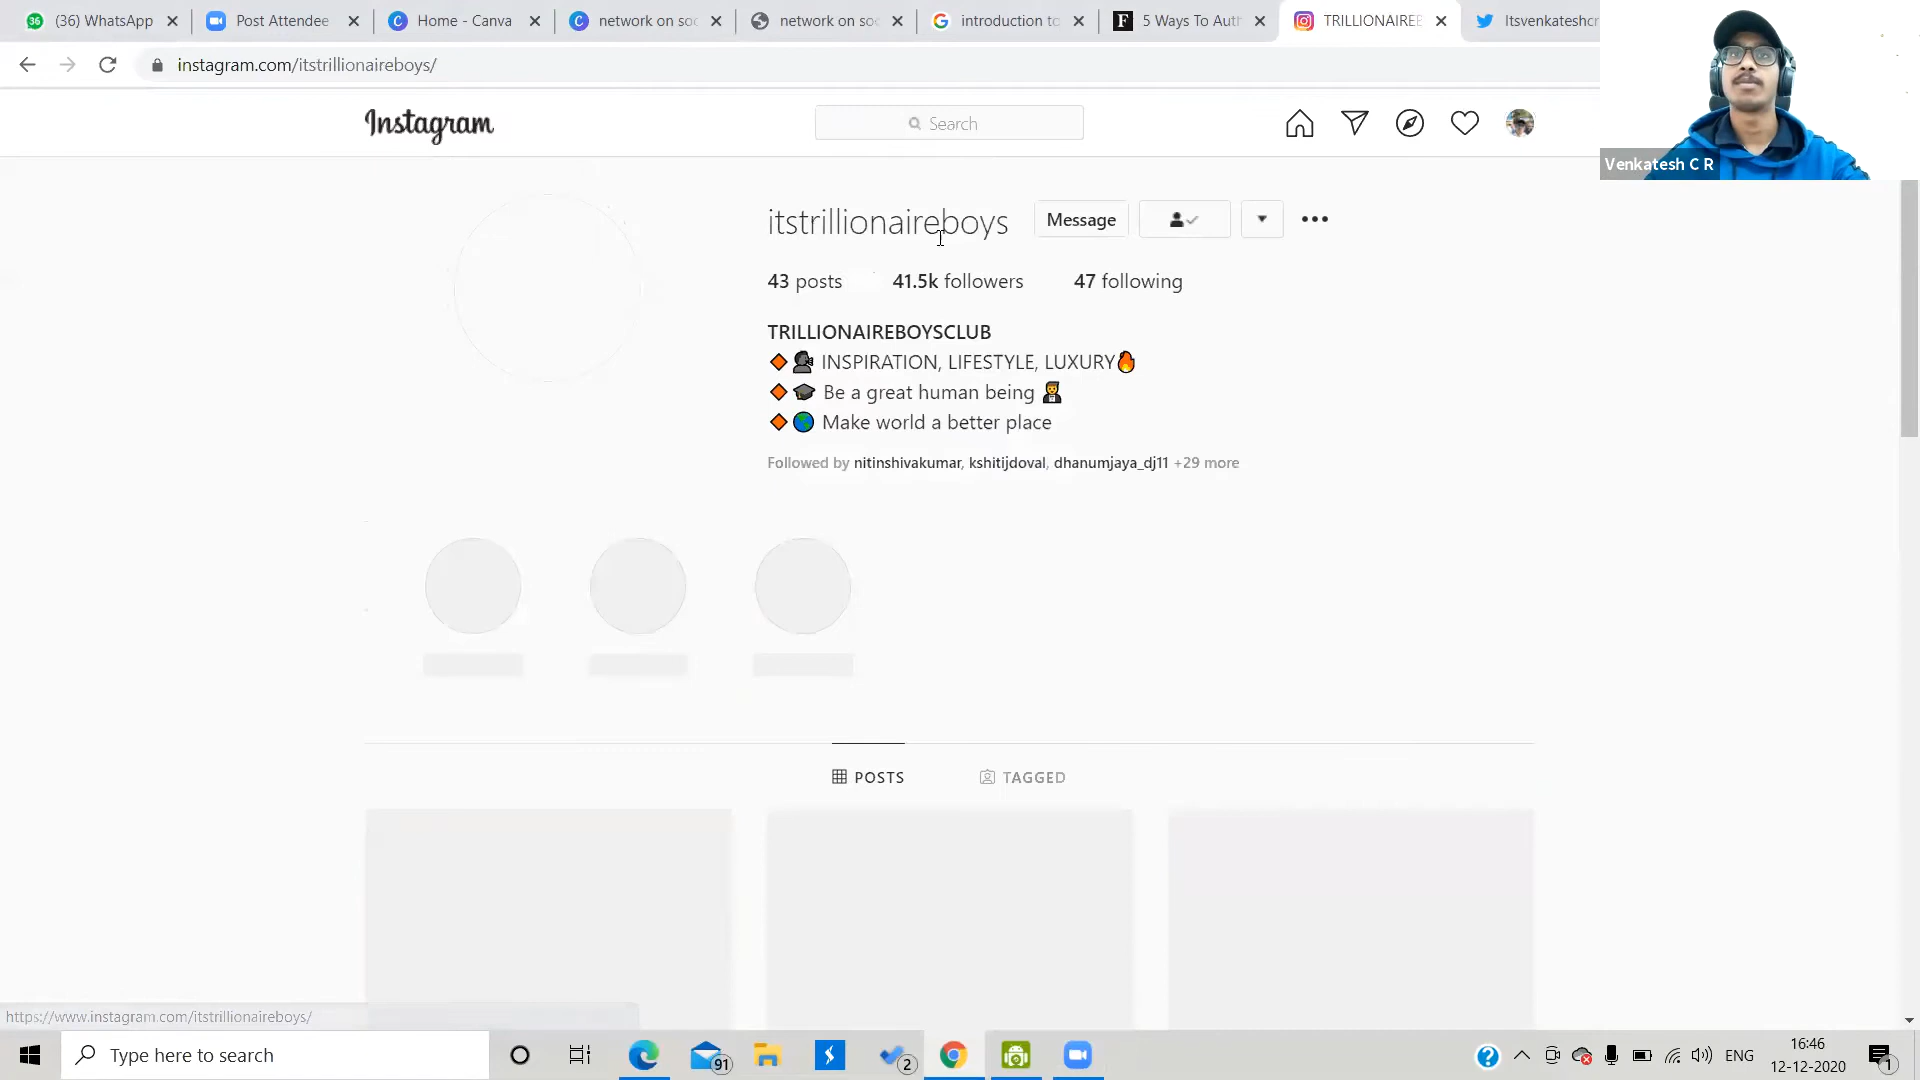 (36) WhatsApp
Post Attendee
Home - Canva
network on soc
network on soc
introduction to
5 Ways To Auth
TRILLIONAIREB
Itsvenkateshcr
instagram.com/itstrillionaireboys/
Instagram
Search
Venkatesh C R
itstrillionaireboys
Message
43 posts 41.5k followers 47 following
TRILLIONAIREBOYSCLUB
INSPIRATION, LIFESTYLE, LUXURY
Be a great human being
Make world a better place
Followed by nitinshivakumar, kshitijdoval, dhanumjaya_dj11 +29 more
POSTS TAGGED
https://www.instagram.com/itstrillionaireboys/
Type here to search
91
2
ENG
16:46
12-12-2020
1